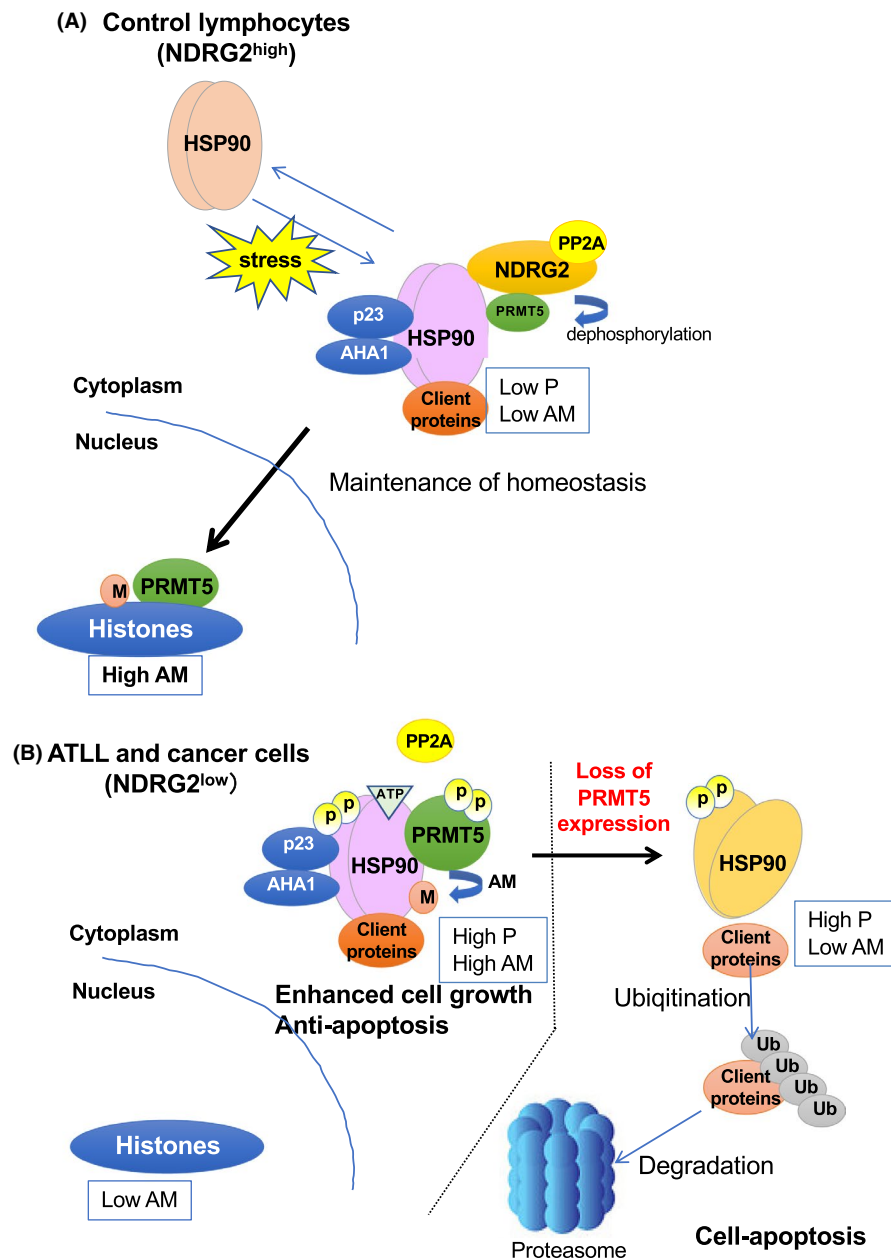 (A) Control lymphocytes
(NDRG2high)
HSP90
stress
PP2A
NDRG2
PRMT5
dephosphorylation
p23
HSP90
AHA1
Client
proteins
Low P
Low AM
Cytoplasm
Nucleus
Maintenance of homeostasis
M
PRMT5
Histones
High AM
(B) ATLL and cancer cells
(NDRG2low)
PP2A
ATP
p
p
p
p
PRMT5
p23
HSP90
AHA1
M
AM
Client
proteins
High P
High AM
Cytoplasm
Nucleus
Enhanced cell growth
Anti-apoptosis
Histones
Low AM
Loss of
PRMT5
expression
p
p
HSP90
Client
proteins
High P
Low AM
Ubiqitination
Client
proteins
Ub
Ub
Ub
Ub
Degradation
Proteasome
Cell-apoptosis